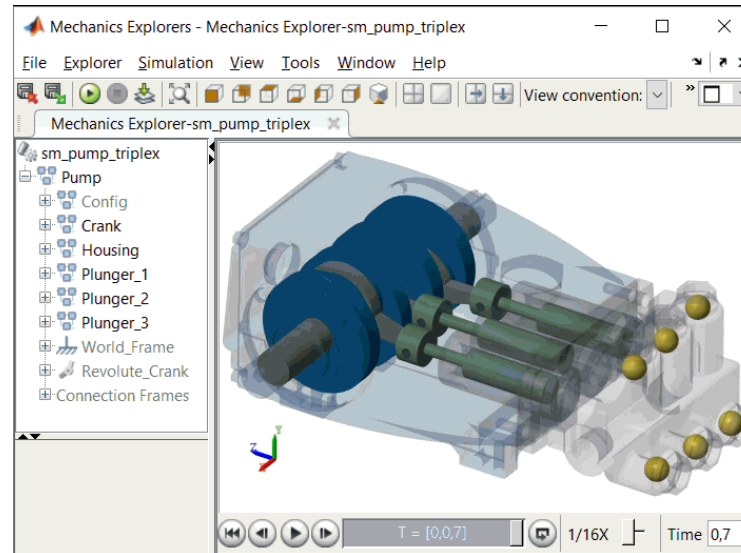 Mechanics Explorers - Mechanics Explorer-sm_pump_triplex
File Explorer Simulation View Tools Window Help
View convention:
Mechanics Explorer-sm_pump_triplex
sm_pump_triplex
Pump
Config
Crank
Housing
Plunger_1
Plunger_2
Plunger_3
World_Frame
Revolute_Crank
Connection Frames
Y
Z
X
T = [0,0,7]
1/16X
Time 0,7